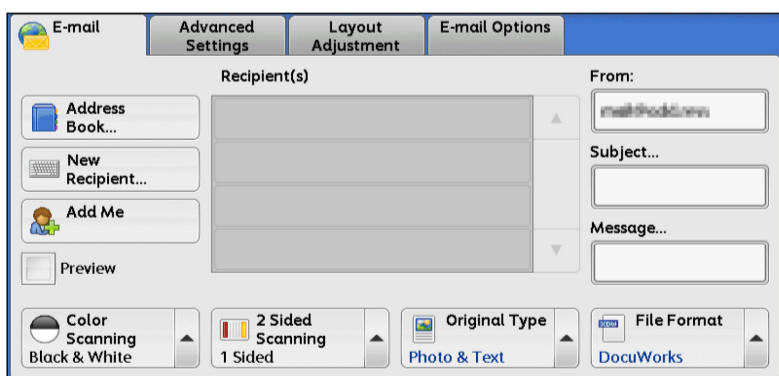 E-mail
Advanced
Settings
Layout
Adjustment
E-mail Options
Recipient(s)
From:
Address
Book...
New
Recipient...
Subject...
Add Me
Message...
Preview
Color
Scanning
Black & White
2 Sided
Scanning
1 Sided
Original Type
Photo & Text
File Format
DocuWorks